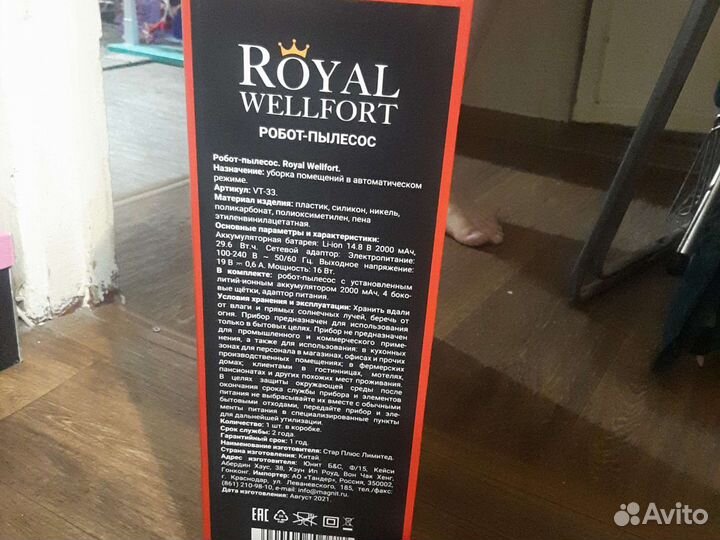 ROYAL
WELLFORT
РОБОТ-ПЫЛЕСОС
Робот-пылесос. Royal Wellfort.
Назначение: уборка помещений в автоматическом
режиме.
Артикул: VT-33.
Материал изделия: пластик, силикон, никель,
поликарбонат, полиоксиметилен, пена
этиленвинилацетатная.
Основные параметры и характеристики:
Аккумуляторная батарея: Li-ion 14.8 В 2000 мАч,
29.6 Вт.ч. Сетевой адаптор: Электропитание:
100-240 В ~ 50/60 Гц. Выходное напряжение:
19 В ⎓ 0,6 А. Мощность: 16 Вт.
В комплекте: робот-пылесос с установленным
литий-ионным аккумулятором 2000 мАч, 4 боко-
вые щётки, адаптор питания.
Условия хранения и эксплуатации: Хранить вдали
от влаги и прямых солнечных лучей, беречь от
огня. Прибор предназначен для использования
только в бытовых целях. Прибор не предназначен
для промышленного и коммерческого приме-
нения, а также для использования: в кухонных
зонах для персонала в магазинах, офисах и прочих
производственных помещениях; в фермерских
домах; клиентами в гостинницах, мотелях,
пансионатах и других похожих мест проживания.
В целях защиты окружающей среды после
окончания срока службы прибора и элементов
питания не выбрасывайте их вместе с обычными
бытовыми отходами, передайте прибор и эле-
менты питания в специализированные пункты
для дальнейшей утилизации.
Количество: 1 шт. в коробке.
Срок службы: 2 года.
Гарантийный срок: 1 год.
Наименование изготовителя: Стар Плюс Лимитед.
Страна изготовителя: Китай.
Адрес изготовителя: Юнит Б&С, Ф/15, Кейси
Абердин Хаус, 38, Хэун Ип Роуд, Вон Чак Хенг,
Гонконг. Импортер: АО «Тандер», Россия, 350002,
г. Краснодар, ул. Леваневского, 185, тел./факс:
(861) 210-98-10, e-mail: info@magnit.ru.
Дата изготовления: Август 2021.
EAC
Avito